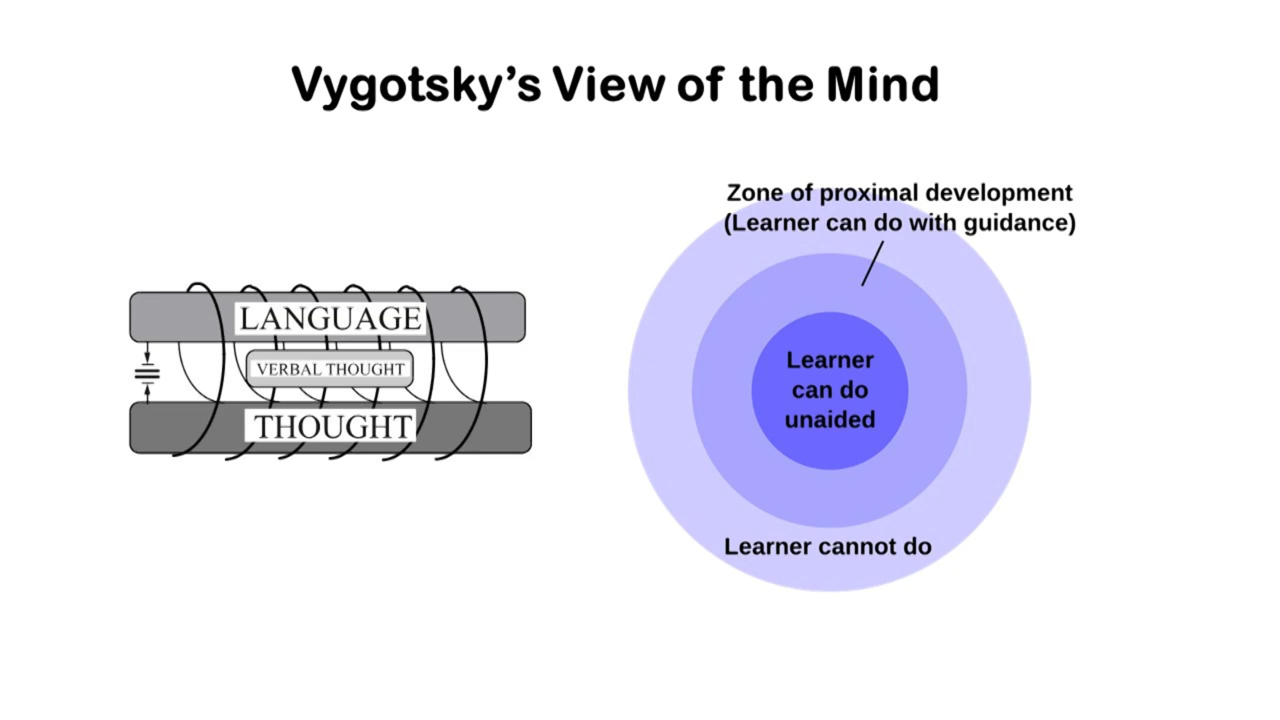 Vygotsky’s View of the Mind
LANGUAGE
VERBAL THOUGHT
THOUGHT
Zone of proximal development
(Learner can do with guidance)
Learner
can do
unaided
Learner cannot do